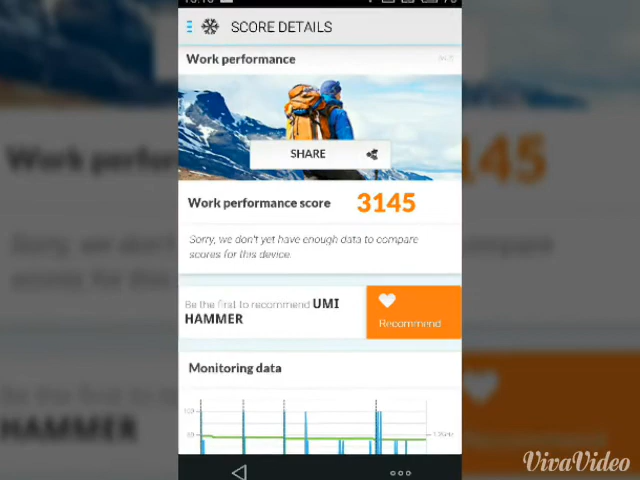 SCORE DETAILS
Work performance
SHARE
Work performance score 3145
Sorry, we don't yet have enough data to compare
scores for this device.
Be the first to recommend UMI
HAMMER
Recommend
Monitoring data
100
VivaVideo